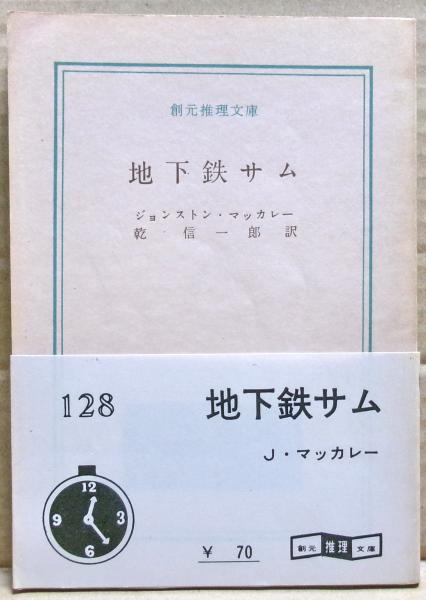 創元推理文庫
地下鉄サム
ジョンストン・マッカレー
乾 信一郎 訳
128
地下鉄サム
J・マッカレー
12
9 3
6
¥ 70
創元 推理 文庫